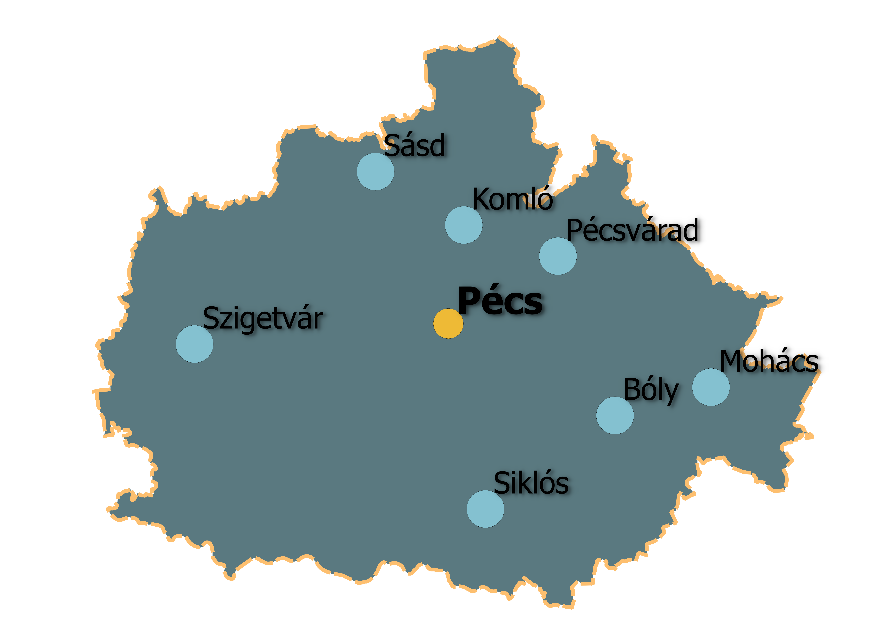 Sásd
Komló
Pécsvárad
Pécs
Szigetvár
Mohács
Bóly
Siklós